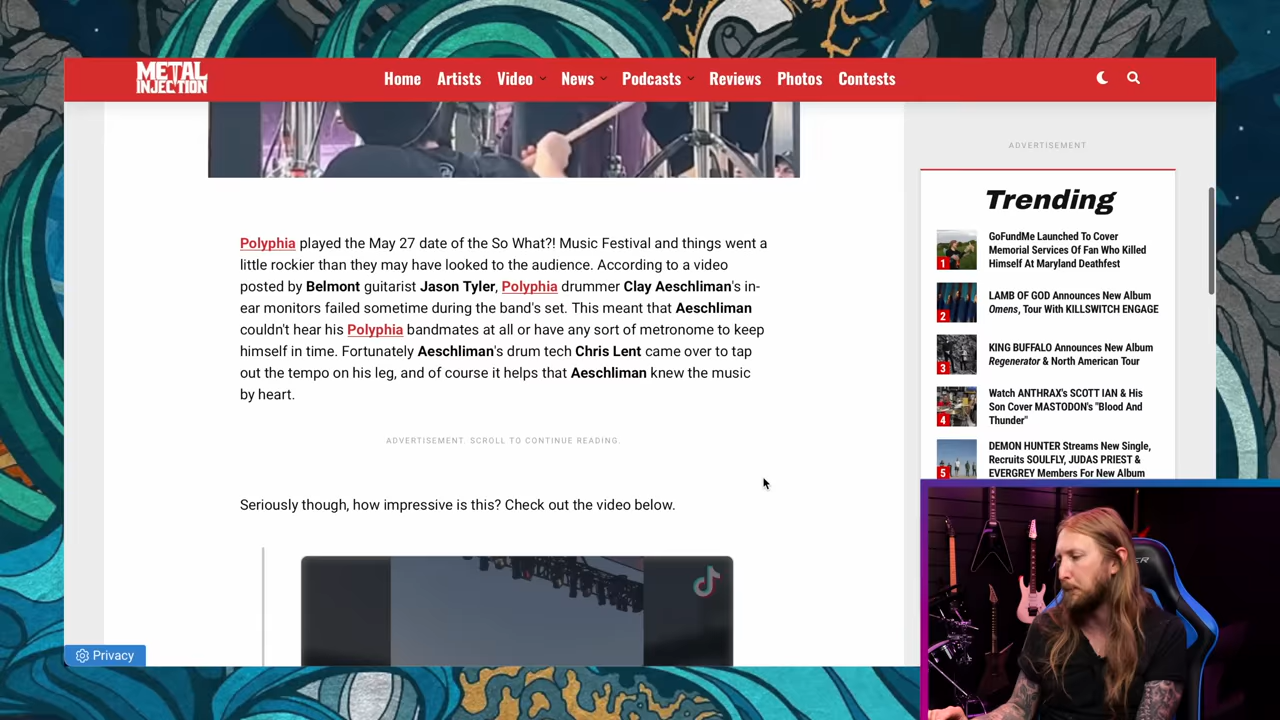 METAL
INJECTION
Home Artists Video News Podcasts Reviews Photos Contests
Polyphia played the May 27 date of the So What?! Music Festival and things went a
little rockier than they may have looked to the audience. According to a video
posted by Belmont guitarist Jason Tyler, Polyphia drummer Clay Aeschliman's in-
ear monitors failed sometime during the band's set. This meant that Aeschliman
couldn't hear his Polyphia bandmates at all or have any sort of metronome to keep
himself in time. Fortunately Aeschliman's drum tech Chris Lent came over to tap
out the tempo on his leg, and of course it helps that Aeschliman knew the music
by heart.
ADVERTISEMENT. SCROLL TO CONTINUE READING.
Seriously though, how impressive is this? Check out the video below.
Privacy
ADVERTISEMENT
Trending
1
GoFundMe Launched To Cover
Memorial Services Of Fan Who Killed
Himself At Maryland Deathfest
2
LAMB OF GOD Announces New Album
Omens, Tour With KILLSWITCH ENGAGE
3
KING BUFFALO Announces New Album
Regenerator & North American Tour
4
Watch ANTHRAX's SCOTT IAN & His
Son Cover MASTODON's "Blood And
Thunder"
5
DEMON HUNTER Streams New Single,
Recruits SOULFLY, JUDAS PRIEST &
EVERGREY Members For New Album